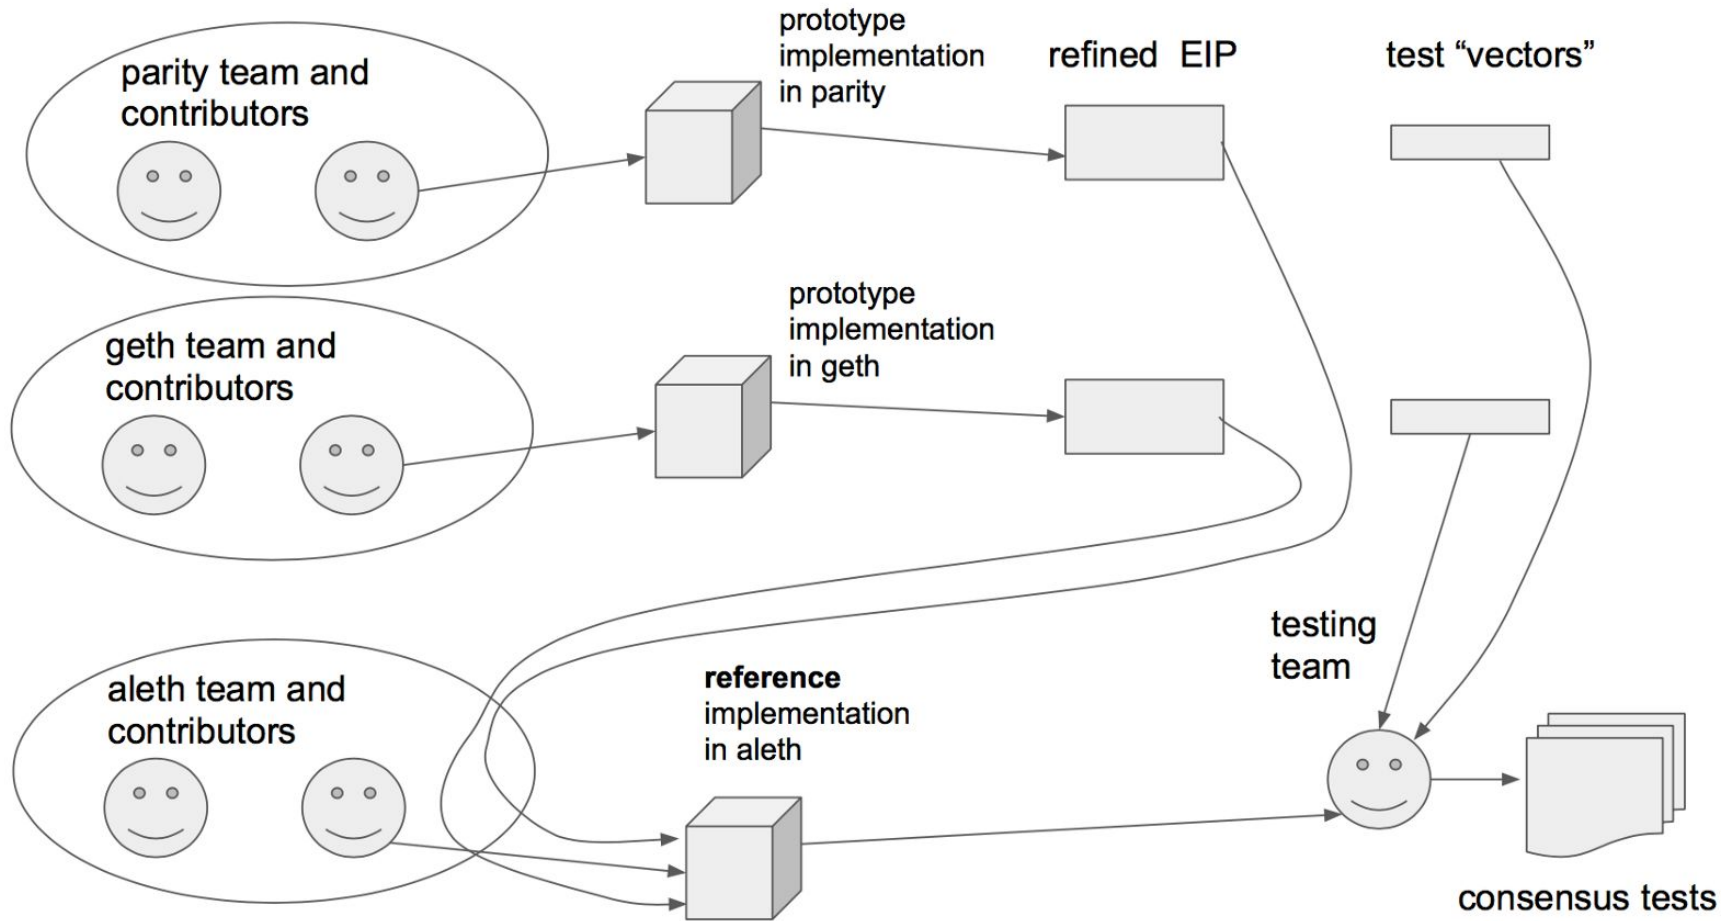 parity team and
contributors
prototype
implementation
in parity
refined EIP
test “vectors”
geth team and
contributors
prototype
implementation
in geth
aleth team and
contributors
reference
implementation
in aleth
testing
team
consensus tests